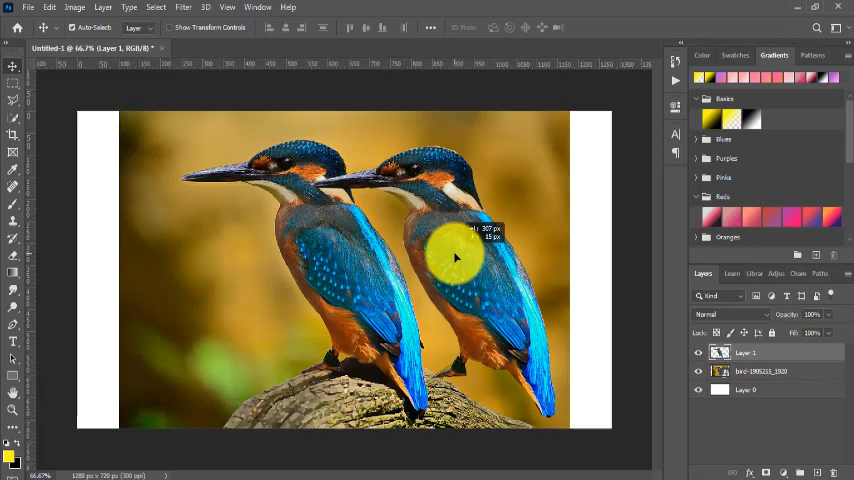 Ps File Edit Image Layer Type Select Filter 3D View Window Help
Auto-Select: Layer Show Transform Controls 3D Mode:
Untitled-1 @ 66.7% (Layer 1, RGB/8) *
Color Swatches Gradients Patterns
Basics
Blues
Purples
Pinks
Reds
Oranges
307 px
15 px
Layers Learn Librar Adjus Chan Paths
Kind
Normal Opacity: 100%
Lock: Fill: 100%
Layer 1
bird-1905255_1920
Layer 0
66.67% 1280 px x 720 px (300 ppi)